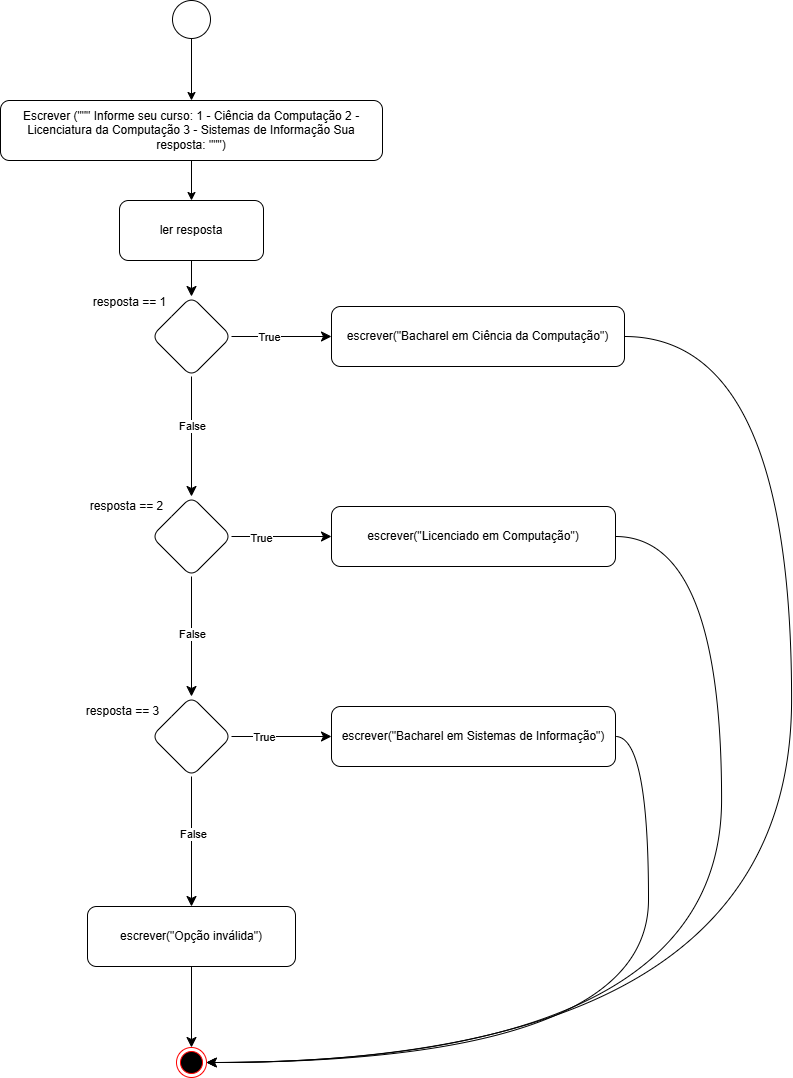 Escrever (""" Informe seu curso: 1 - Ciência da Computação 2 -
Licenciatura da Computação 3 - Sistemas de Informação Sua
resposta: """)
ler resposta
resposta == 1
True
escrever("Bacharel em Ciência da Computação")
False
resposta == 2
True
escrever("Licenciado em Computação")
False
resposta == 3
True
escrever("Bacharel em Sistemas de Informação")
False
escrever("Opção inválida")